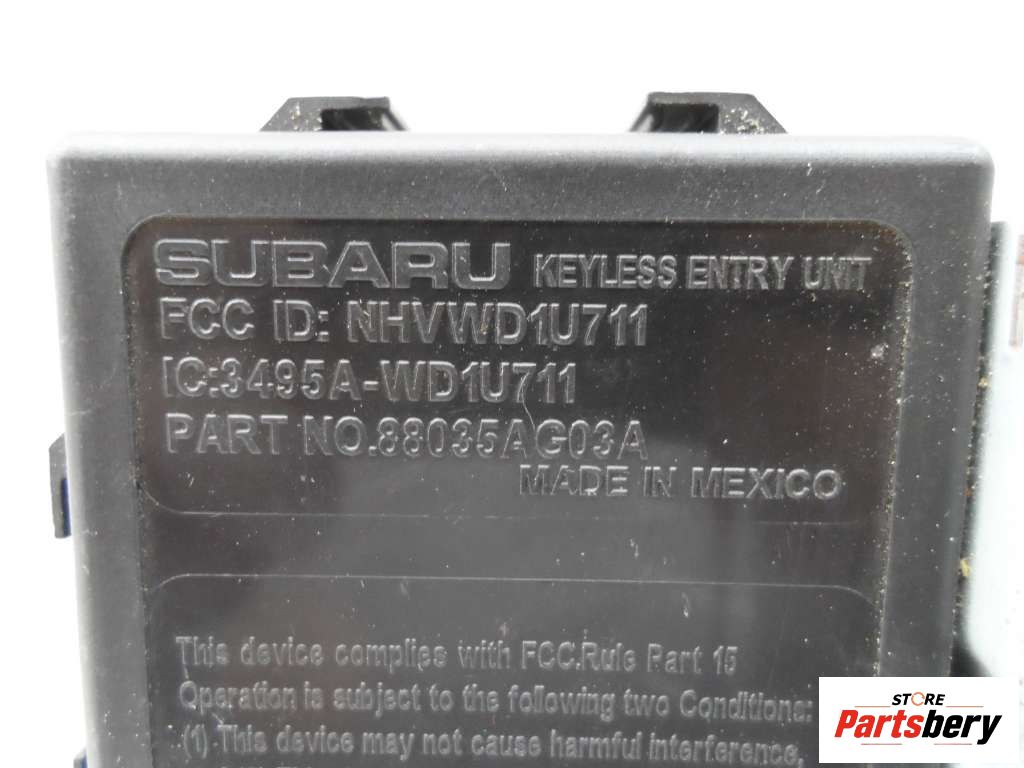 SUBARU KEYLESS ENTRY UNIT
FCC ID: NHVWD1U711
IC:3495A-WD1U711
PART NO.88035AG03A
MADE IN MEXICO
This device complies with FCC.Rule Part 15
Operation is subject to the following two Conditions:
(1) This device may not cause harmful interference,
STORE
Partsbery